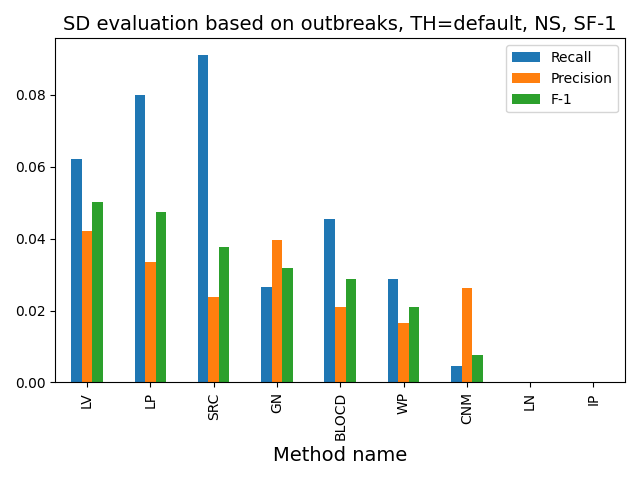 SD evaluation based on outbreaks, TH=default, NS, SF-1
Recall
Precision
F-1
0.08
0.06
0.04
0.02
0.00
LV
LP
SRC
GN
BLOCD
WP
CNM
LN
IP
Method name